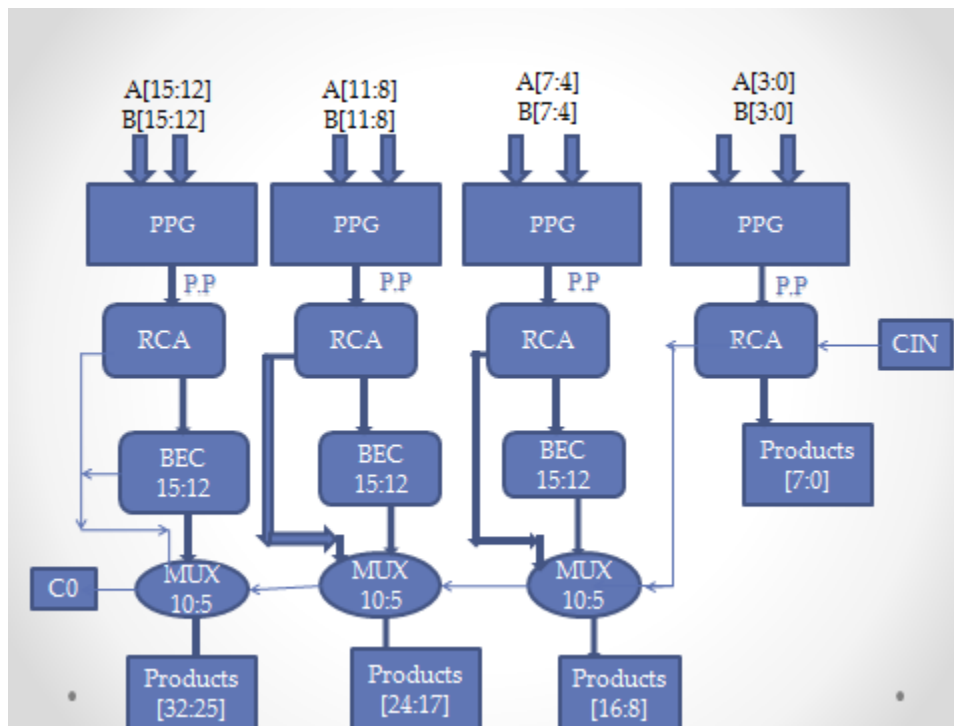 A[15:12]
B[15:12]
A[11:8]
B[11:8]
A[7:4]
B[7:4]
A[3:0]
B[3:0]
PPG
PPG
PPG
PPG
P.P
P.P
P.P
P.P
RCA
RCA
RCA
RCA
CIN
BEC
15:12
BEC
15:12
BEC
15:12
Products
[7:0]
C0
MUX
10:5
MUX
10:5
MUX
10:5
Products
[32:25]
Products
[24:17]
Products
[16:8]